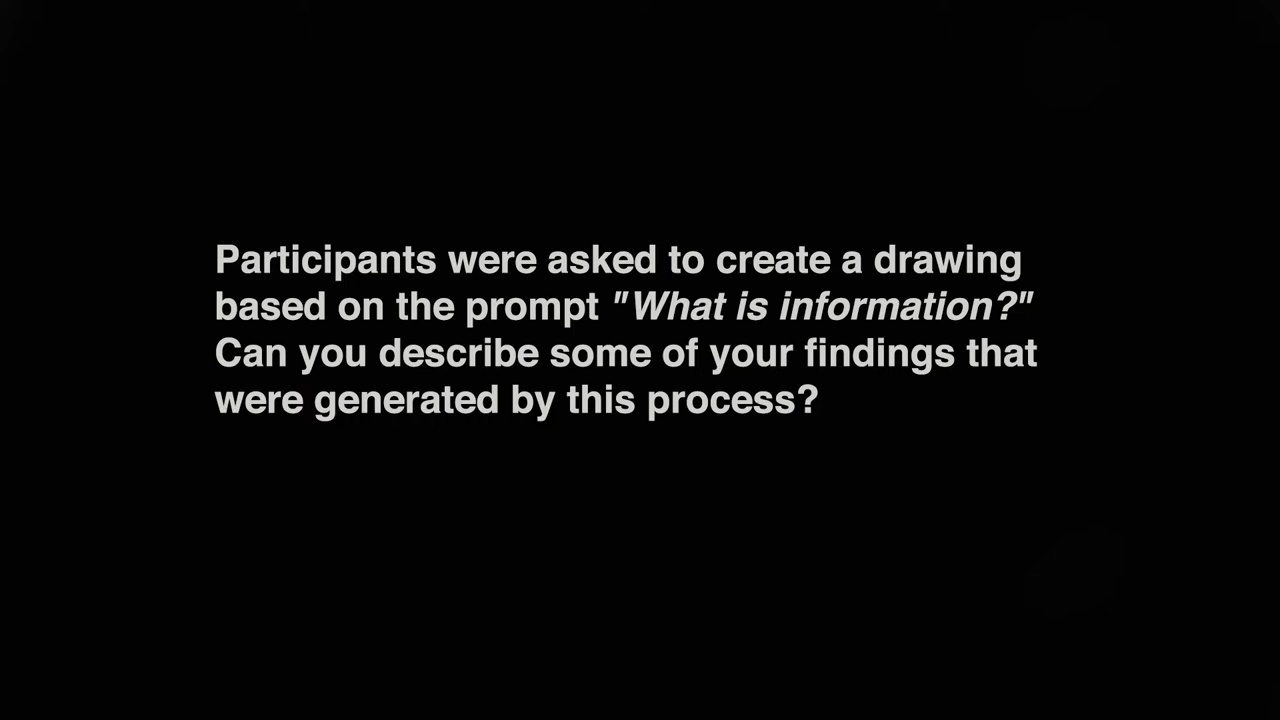 Participants were asked to create a drawing
based on the prompt "What is information?"
Can you describe some of your findings that
were generated by this process?